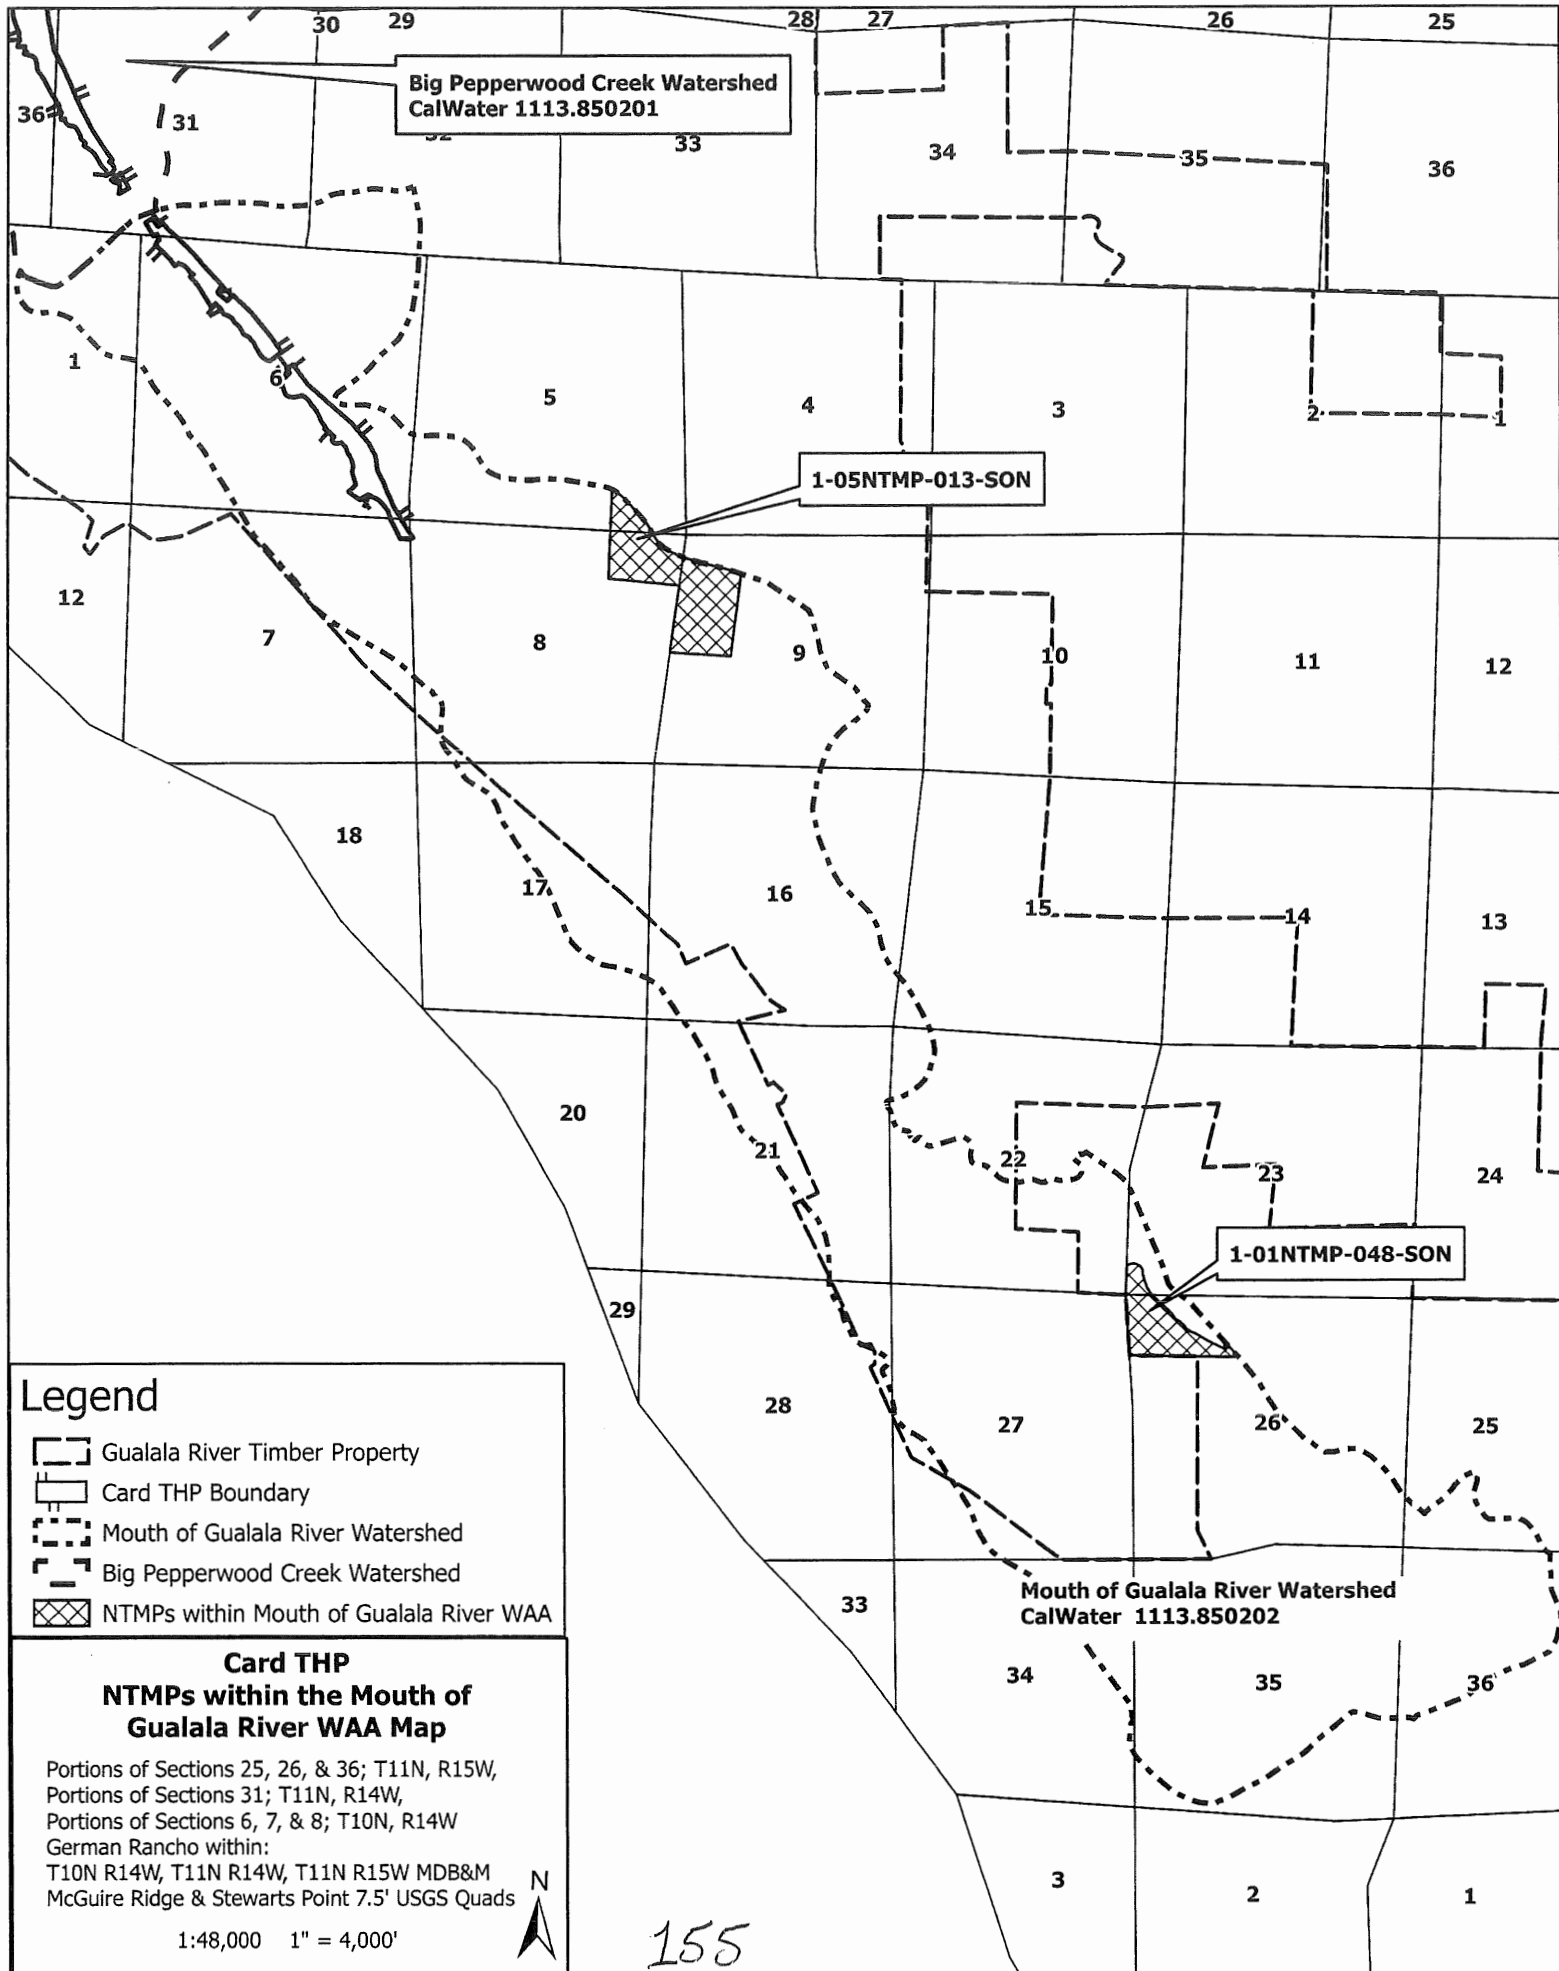 30 29 28 27 26 25
Big Pepperwood Creek Watershed
CalWater 1113.850201
36 31 33 34 35 36
1 6 5 4 3 2 1
1-05NTMP-013-SON
12 7 8 9 10 11 12
18 17 16 15 14 13
20 21 22 23 24
1-01NTMP-048-SON
29 28 27 26 25
Mouth of Gualala River Watershed
CalWater 1113.850202
33 34 35 36
3 2 1
Legend
Gualala River Timber Property
Card THP Boundary
Mouth of Gualala River Watershed
Big Pepperwood Creek Watershed
NTMPs within Mouth of Gualala River WAA
Card THP
NTMPs within the Mouth of
Gualala River WAA Map
Portions of Sections 25, 26, & 36; T11N, R15W,
Portions of Sections 31; T11N, R14W,
Portions of Sections 6, 7, & 8; T10N, R14W
German Rancho within:
T10N R14W, T11N R14W, T11N R15W MDB&M
McGuire Ridge & Stewarts Point 7.5' USGS Quads
N
1:48,000 1" = 4,000'
155